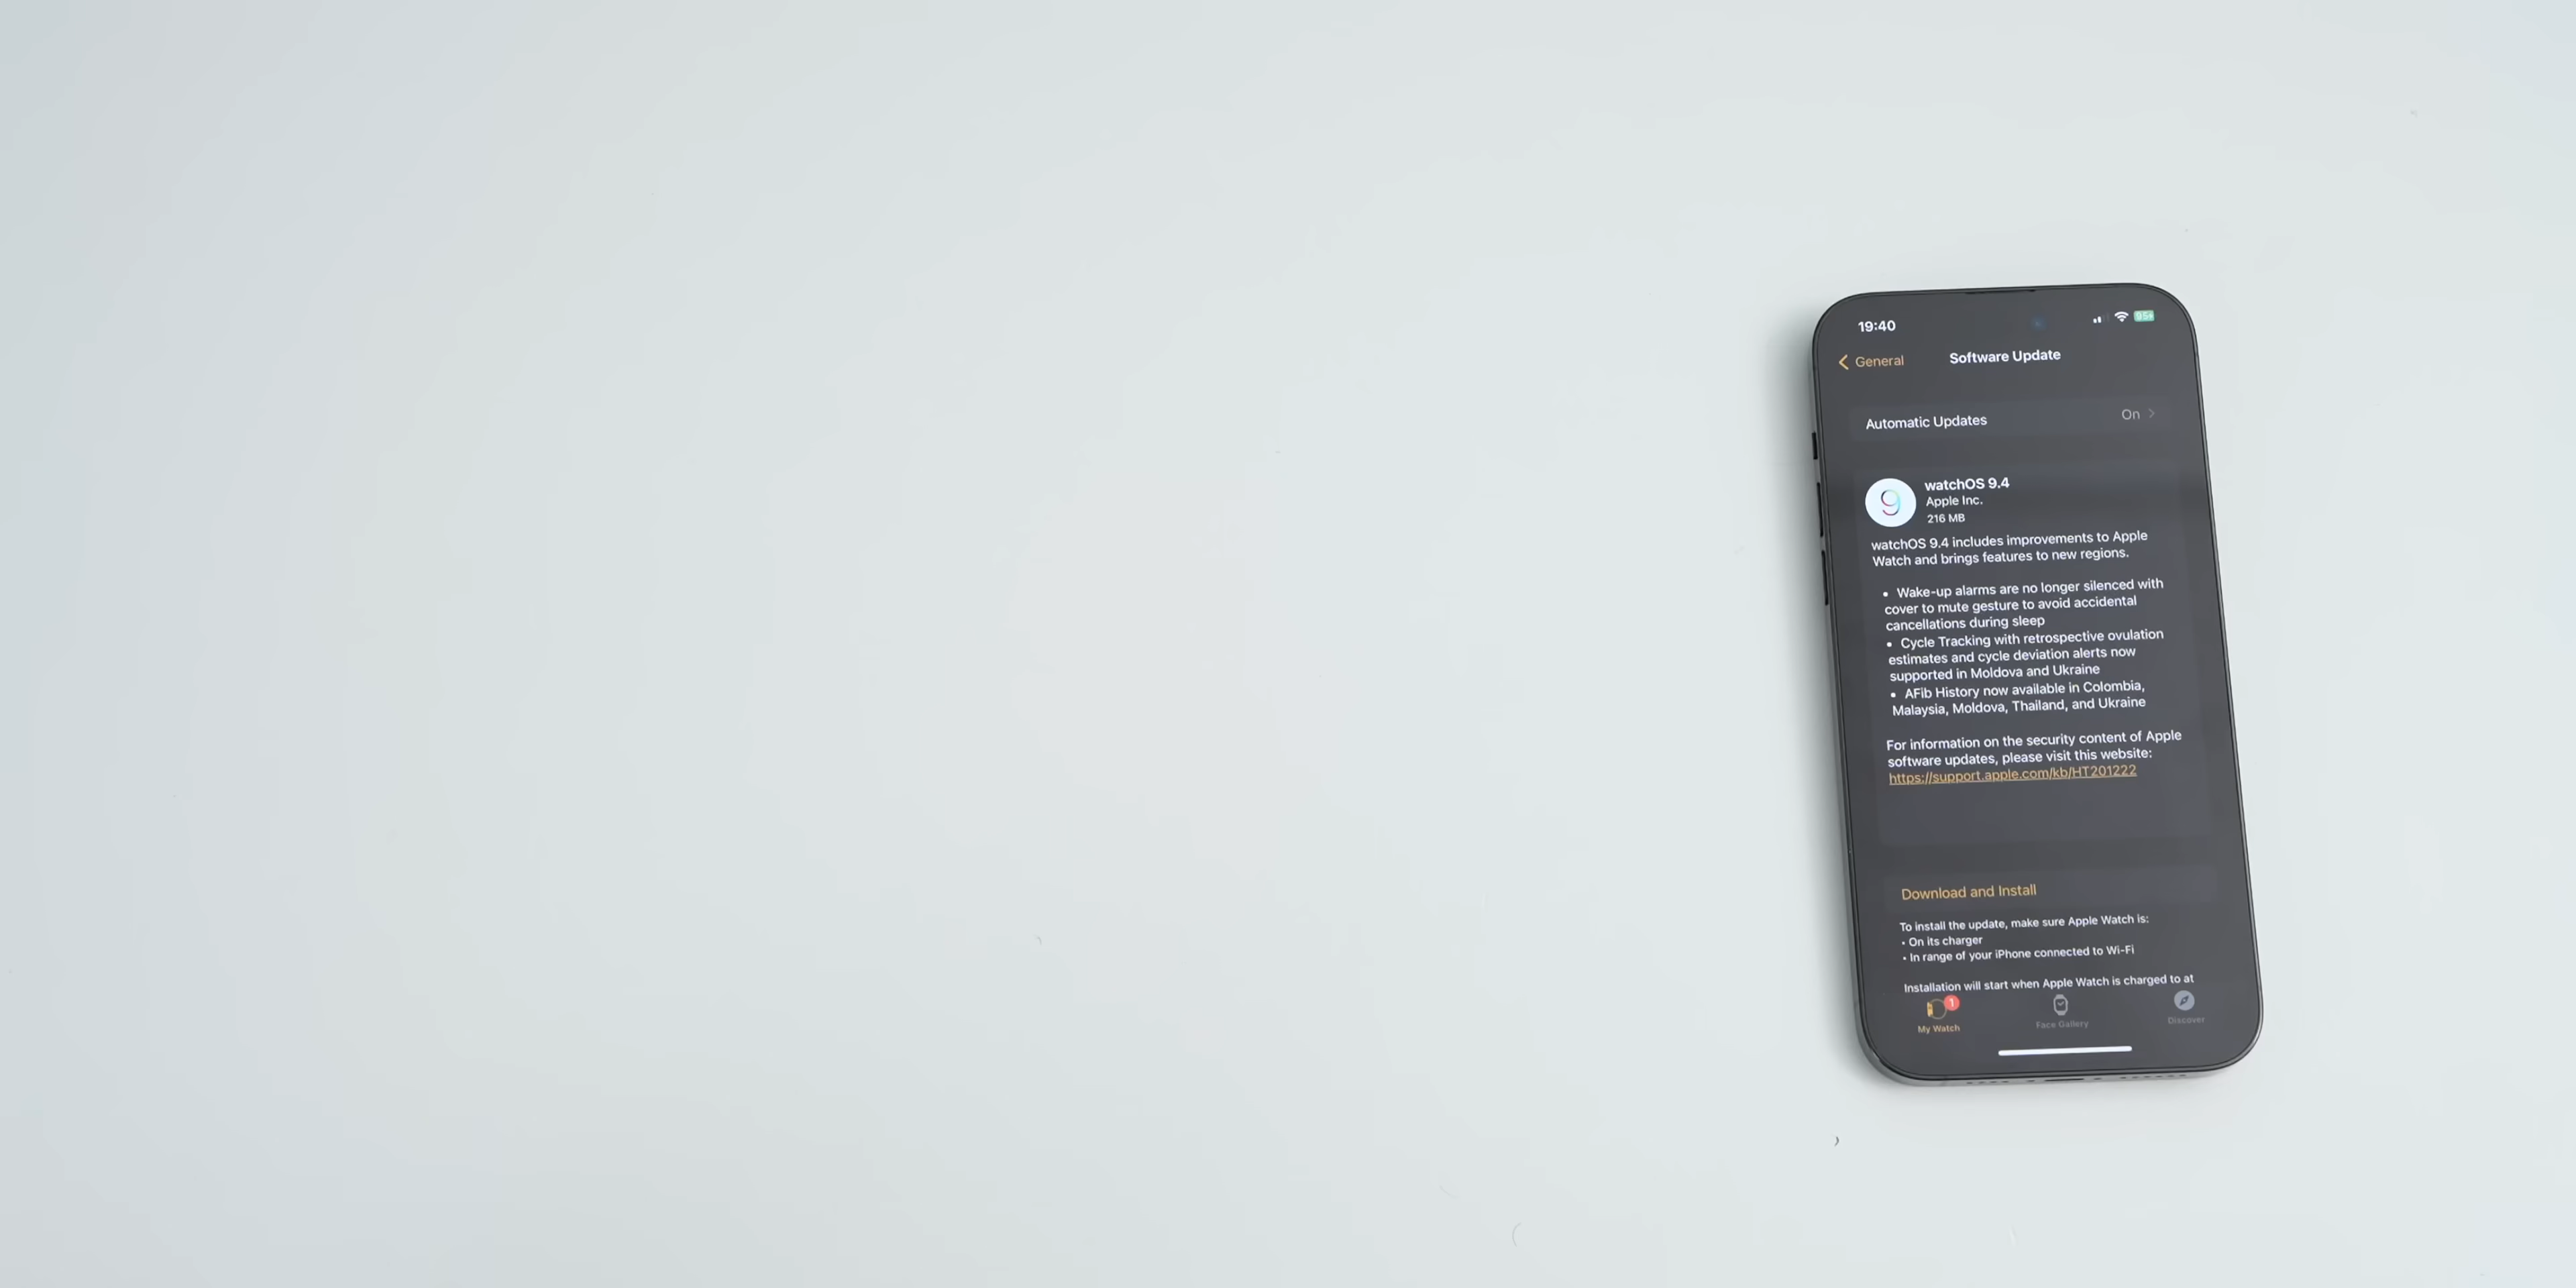 19:40
95+
General
Software Update
Automatic Updates
On
9
watchOS 9.4
Apple Inc.
216 MB
watchOS 9.4 includes improvements to Apple
Watch and brings features to new regions.
• Wake-up alarms are no longer silenced with
cover to mute gesture to avoid accidental
cancellations during sleep
• Cycle Tracking with retrospective ovulation
estimates and cycle deviation alerts now
supported in Moldova and Ukraine
• AFib History now available in Colombia,
Malaysia, Moldova, Thailand, and Ukraine
For information on the security content of Apple
software updates, please visit this website:
https://support.apple.com/kb/HT201222
Download and Install
To install the update, make sure Apple Watch is:
• On its charger
• In range of your iPhone connected to Wi-Fi
Installation will start when Apple Watch is charged to at
1
My Watch
Face Gallery
Discover